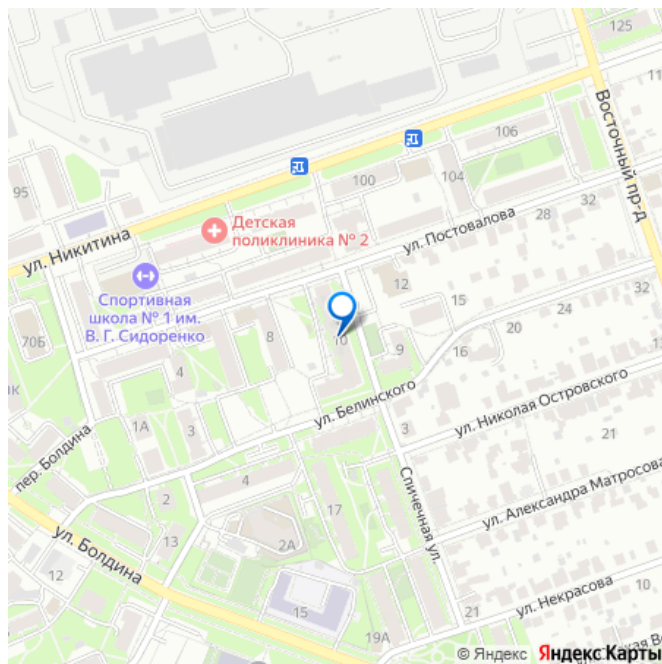 125
Восточный пр-д
106
95
100
104
Детская
поликлиника № 2
ул. Никитина
ул. Постовалова
28
32
Спортивная
школа № 1 им.
В. Г. Сидоренко
12
15
24
32
70Б
8
10
9
16
20
4
ул. Белинского
ул. Николая Островского
1А
3
3
21
пер. Болдина
Спичечная ул.
4
2
17
ул. Александра Матросова
ул. Болдина
13
2А
12
15
ул. Некрасова
10
19А
21
© Яндекс Яндекс Карты